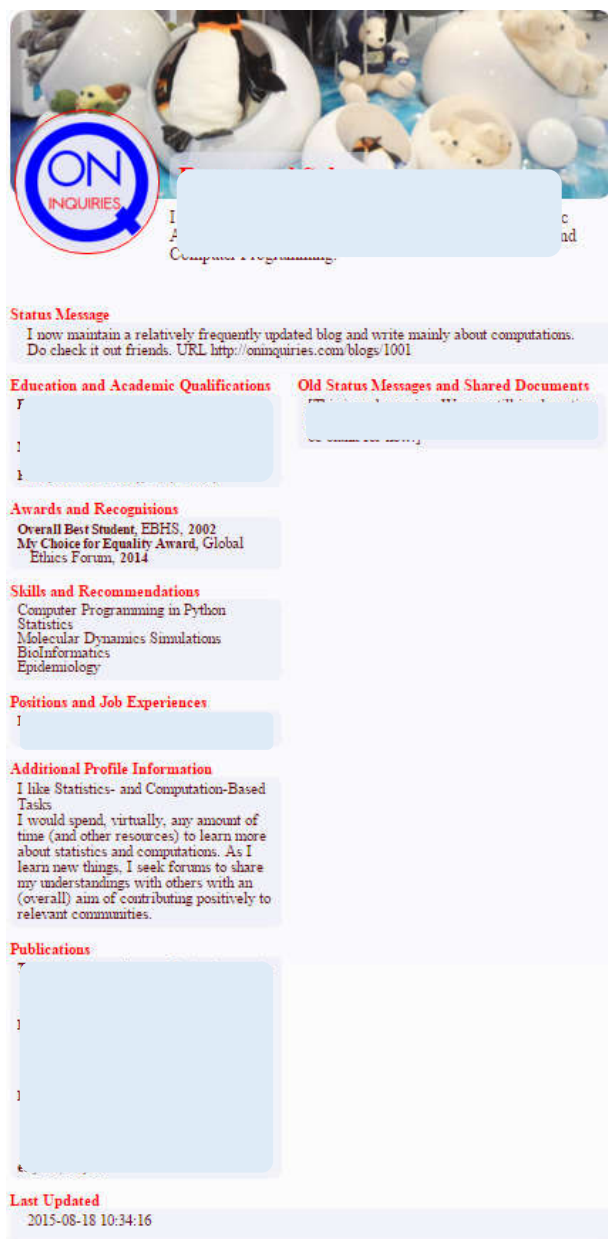 ON
INQUIRIES
Computer Programming.
Status Message
I now maintain a relatively frequently updated blog and write mainly about computations.
Do check it out friends. URL http://oninquiries.com/blogs/1001
Education and Academic Qualifications
Old Status Messages and Shared Documents
Awards and Recognisions
Overall Best Student, EBHS, 2002
My Choice for Equality Award, Global
Ethics Forum, 2014
Skills and Recommendations
Computer Programming in Python
Statistics
Molecular Dynamics Simulations
BioInformatics
Epidemiology
Positions and Job Experiences
Additional Profile Information
I like Statistics- and Computation-Based
Tasks
I would spend, virtually, any amount of
time (and other resources) to learn more
about statistics and computations. As I
learn new things, I seek forums to share
my understandings with others with an
(overall) aim of contributing positively to
relevant communities.
Publications
Last Updated
2015-08-18 10:34:16